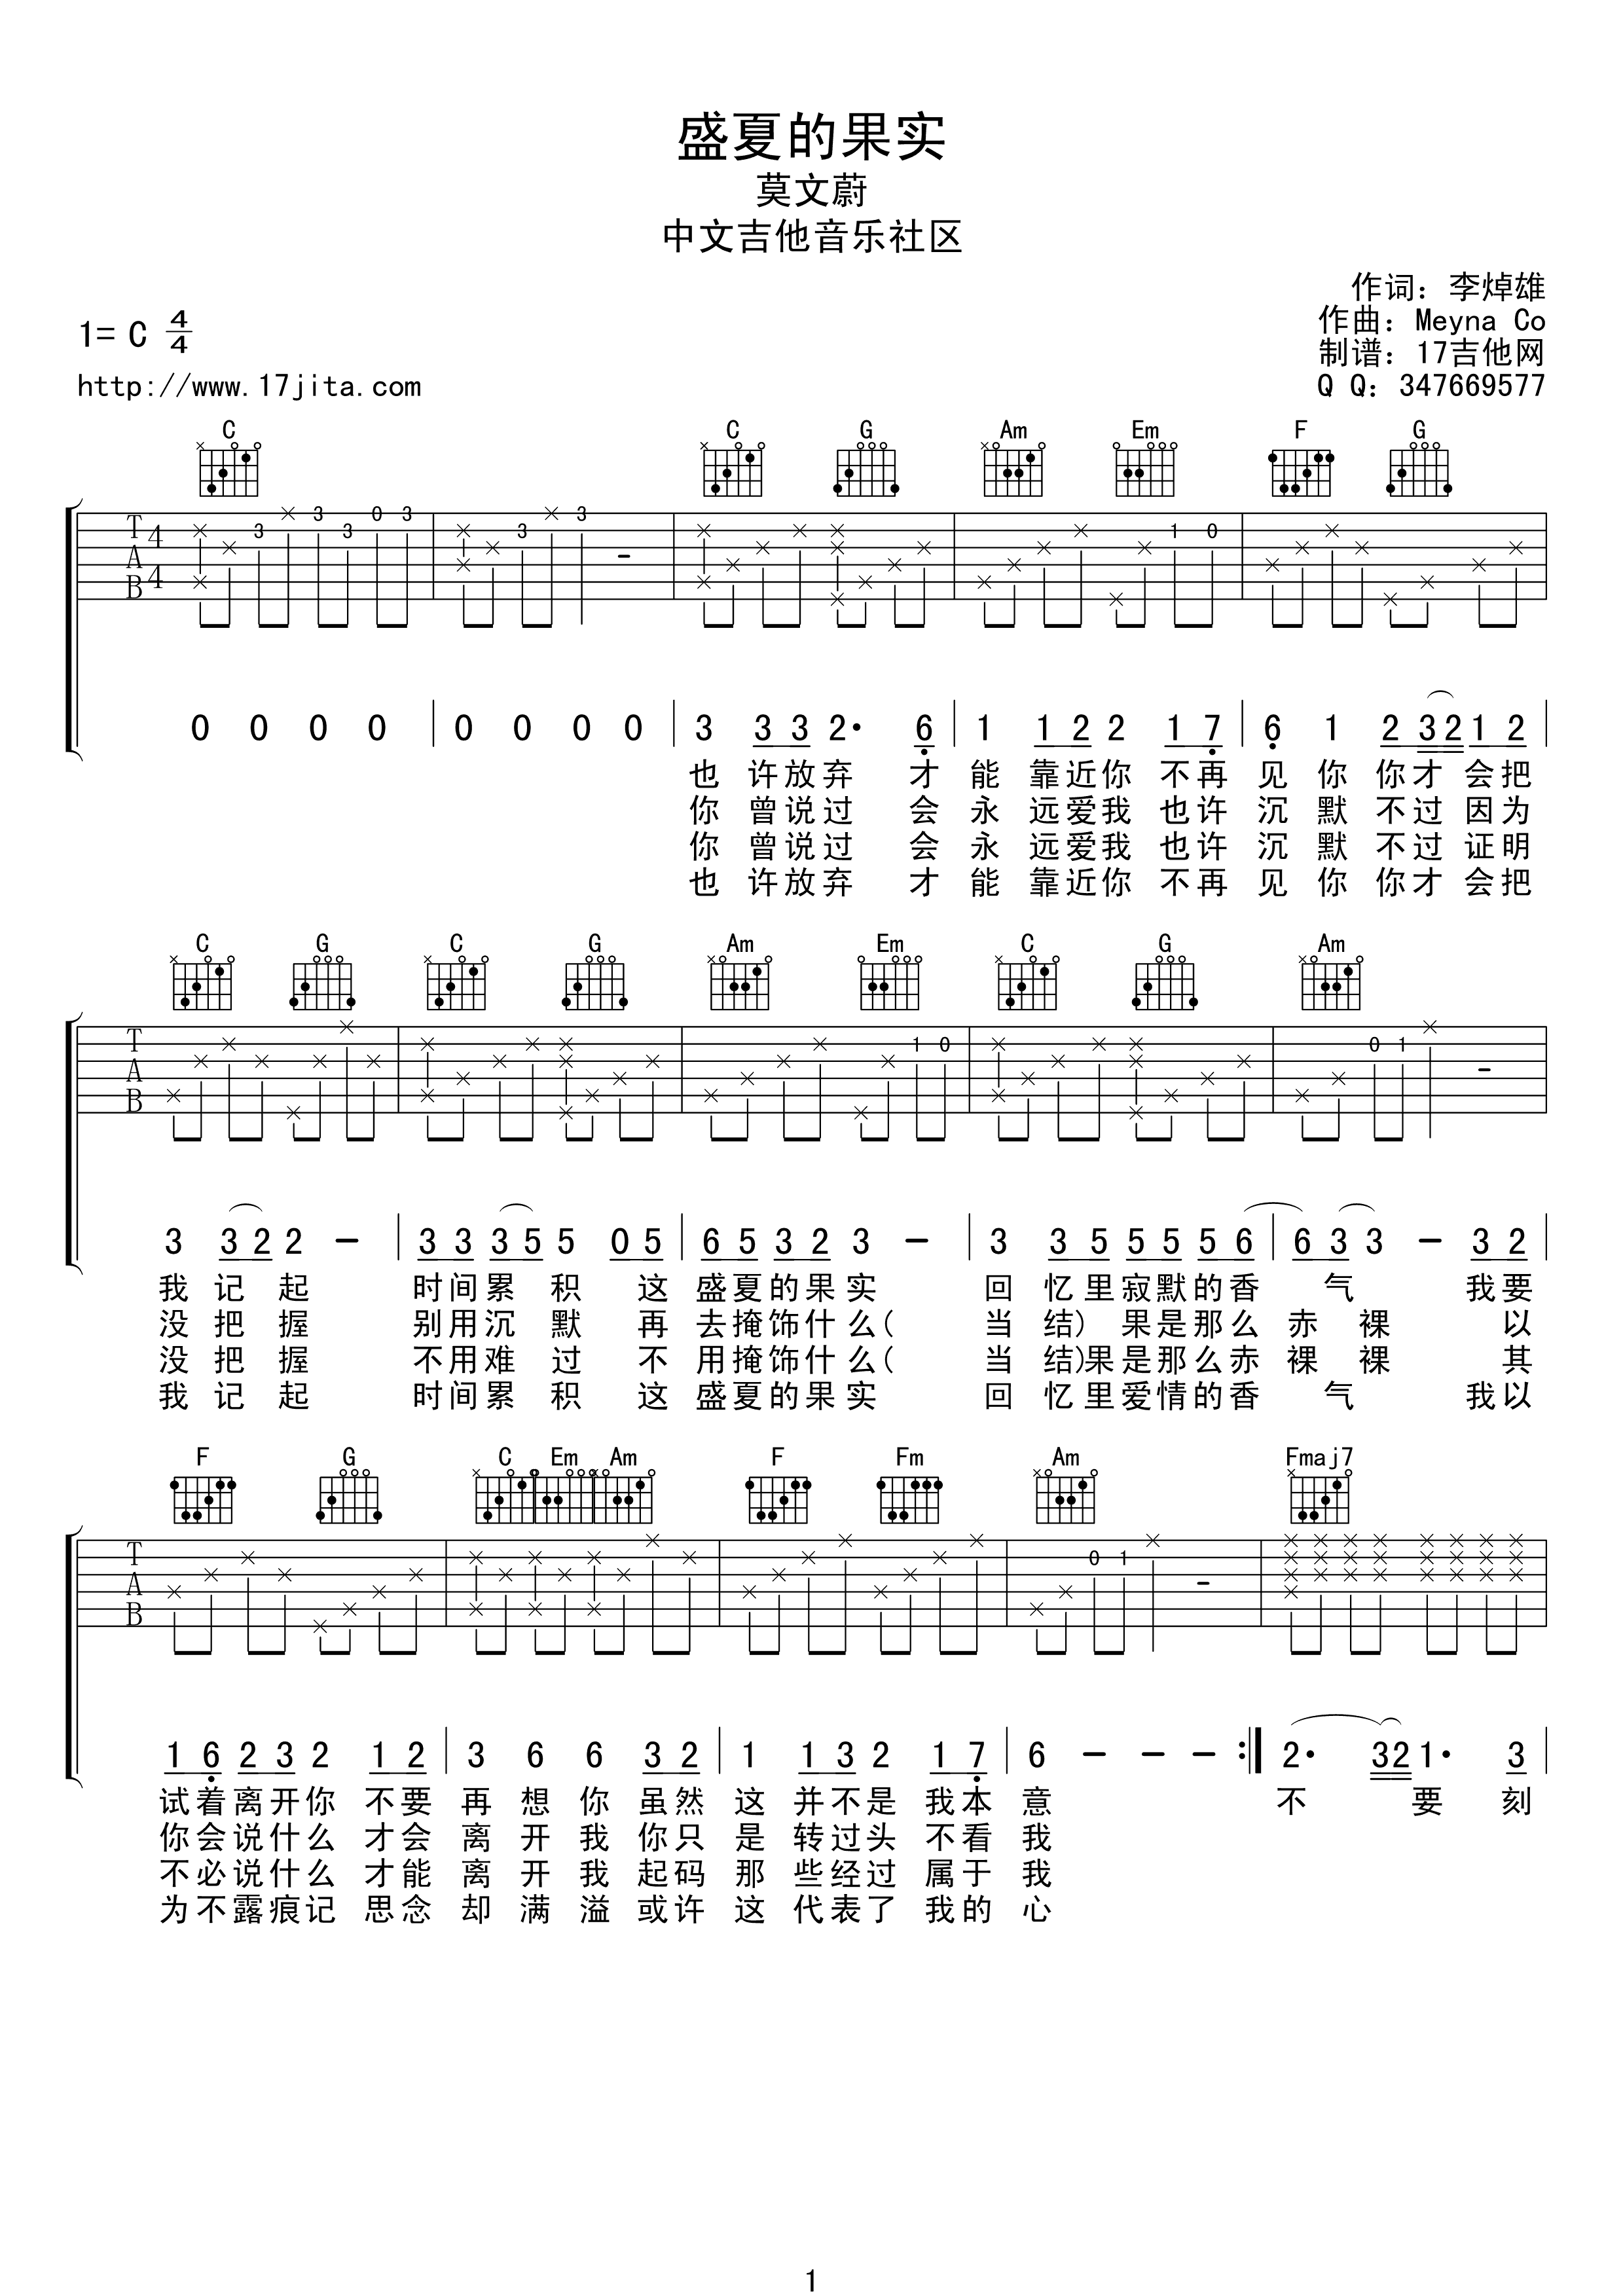 盛夏的果实
莫文蔚
中文吉他音乐社区
作词：李焯雄
作曲：Meyna Co
制谱：17吉他网
Q Q：347669577
1= C 4/4
http://www.17jita.com
C C G Am Em F G
T A B 4 4 3 3 3 0 3 3 3 1 0
0 0 0 0 | 0 0 0 0 | 3 3 3 2· 6 | 1 1 2 2 1 7 | 6 1 2 3 2 1 2 |
也 许放弃 才 能 靠近你 不再 见 你 你才 会把
你 曾说过 会 永 远爱我 也许 沉 默 不过 因为
你 曾说过 会 永 远爱我 也许 沉 默 不过 证明
也 许放弃 才 能 靠近你 不再 见 你 你才 会把
C G C G Am Em C G Am
T A B 1 0 0 1
3 3 2 2 - | 3 3 3 5 5 0 5 | 6 5 3 2 3 - | 3 3 5 5 5 5 6 | 6 3 3 - 3 2 |
我 记 起 时间累 积 这 盛夏的果实 回 忆里寂默的香 气 我要
没 把 握 别用沉 默 再 去掩饰什么( 当 结) 果是那么 赤 裸 以
没 把 握 不用难 过 不 用掩饰什么( 当 结)果是那么赤 裸 裸 其
我 记 起 时间累 积 这 盛夏的果实 回 忆里爱情的香 气 我以
F G C Em Am F Fm Am Fmaj7
T A B 0 1
1 6 2 3 2 1 2 | 3 6 6 3 2 | 1 1 3 2 1 7 | 6 - - - :| 2· 3 2 1· 3 |
试着离开你 不要 再 想 你 虽然 这 并不是 我本 意 不 要 刻
你会说什么 才会 离 开 我 你只 是 转过头 不看 我
不必说什么 才能 离 开 我 起码 那 些经过 属于 我
为不露痕记 思念 却 满 溢 或许 这 代表了 我的 心
1